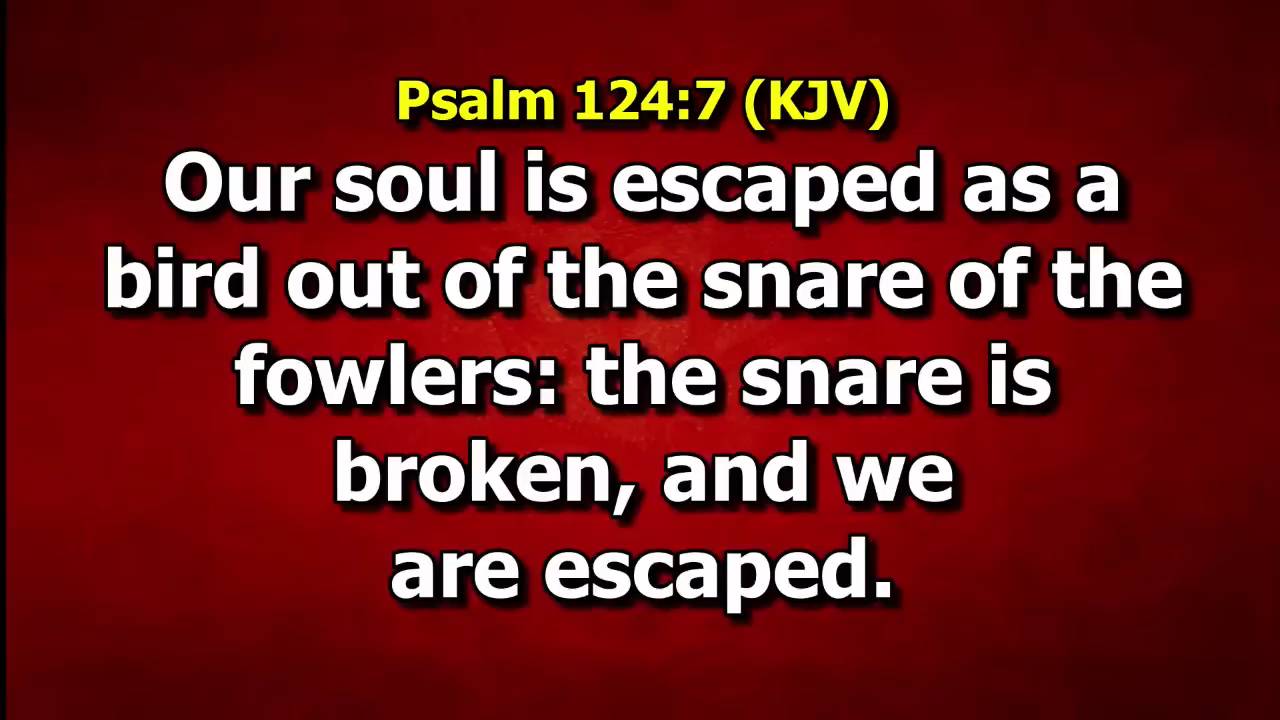 Psalm 124:7 (KJV)
Our soul is escaped as a
bird out of the snare of the
fowlers: the snare is
broken, and we
are escaped.